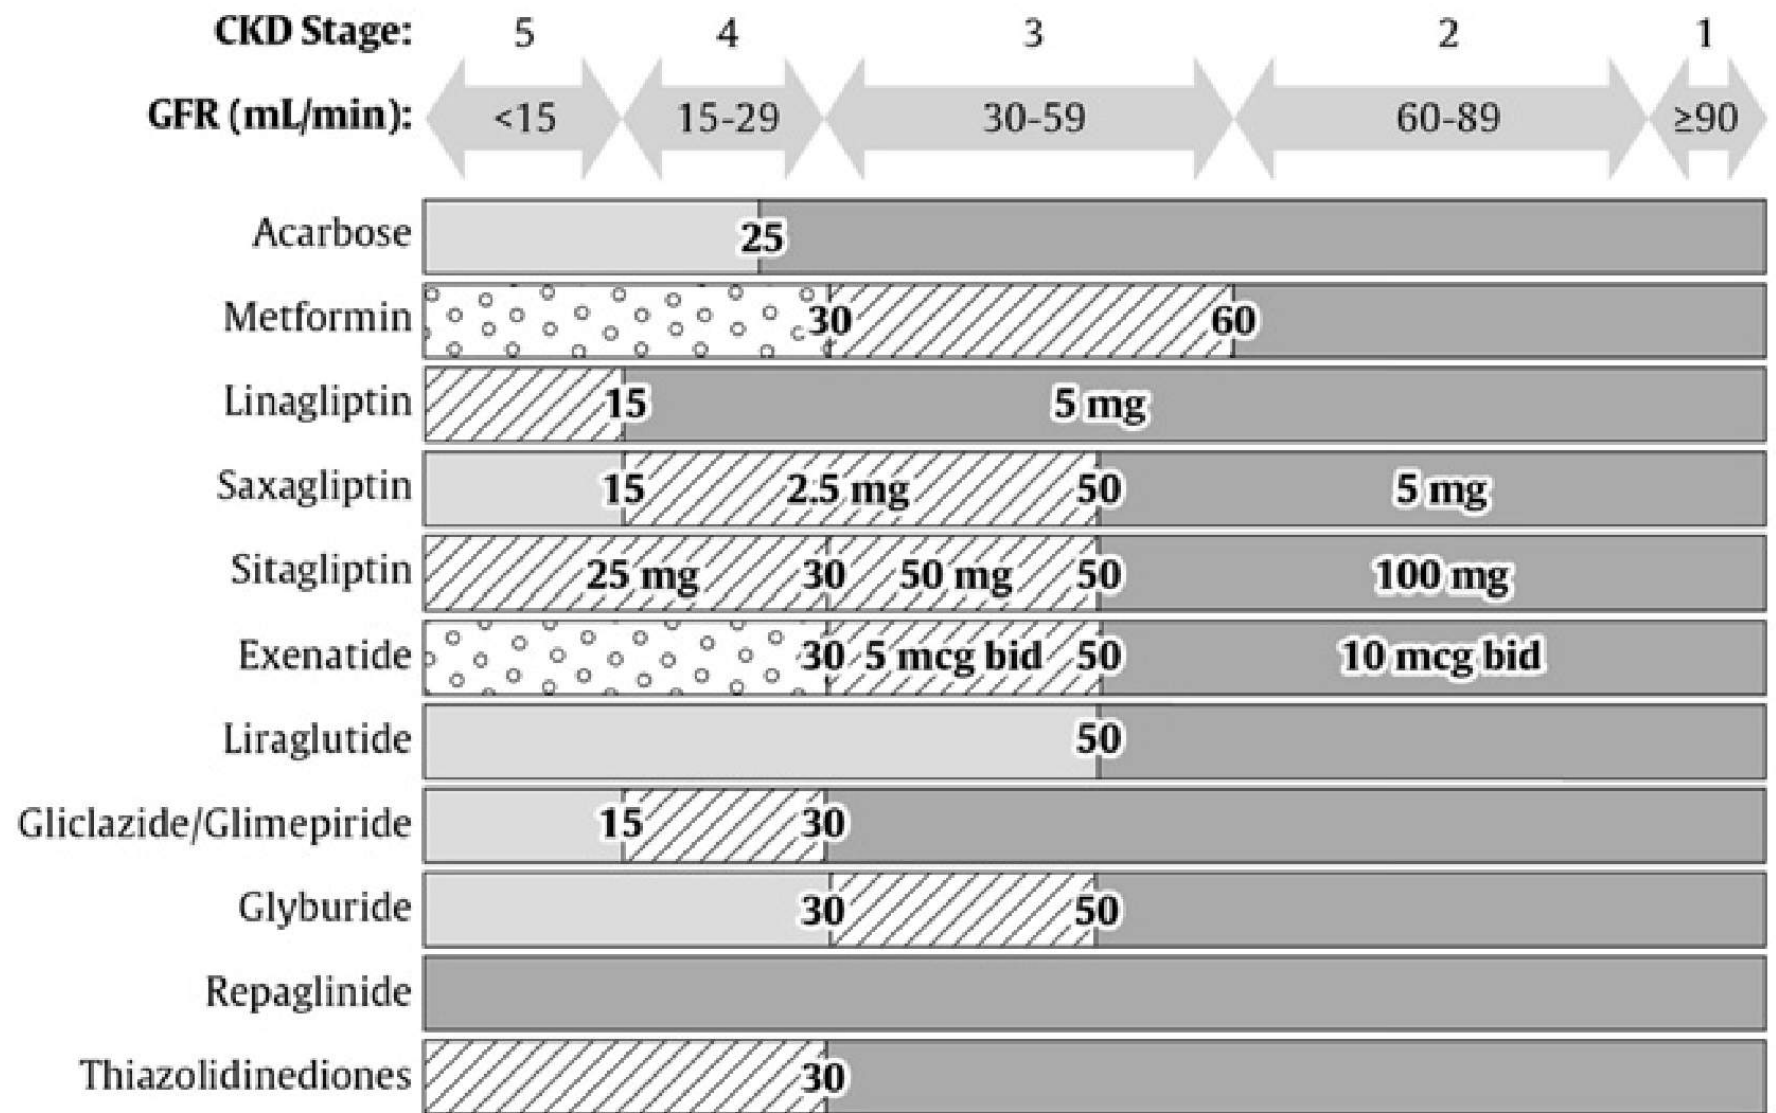 CKD Stage: 5 4 3 2 1
GFR (mL/min): <15 15-29 30-59 60-89 ≥90
Acarbose 25
Metformin 30 60
Linagliptin 15 5 mg
Saxagliptin 15 2.5 mg 50 5 mg
Sitagliptin 25 mg 30 50 mg 50 100 mg
Exenatide 30 5 mcg bid 50 10 mcg bid
Liraglutide 50
Gliclazide/Glimepiride 15 30
Glyburide 30 50
Repaglinide
Thiazolidinediones 30